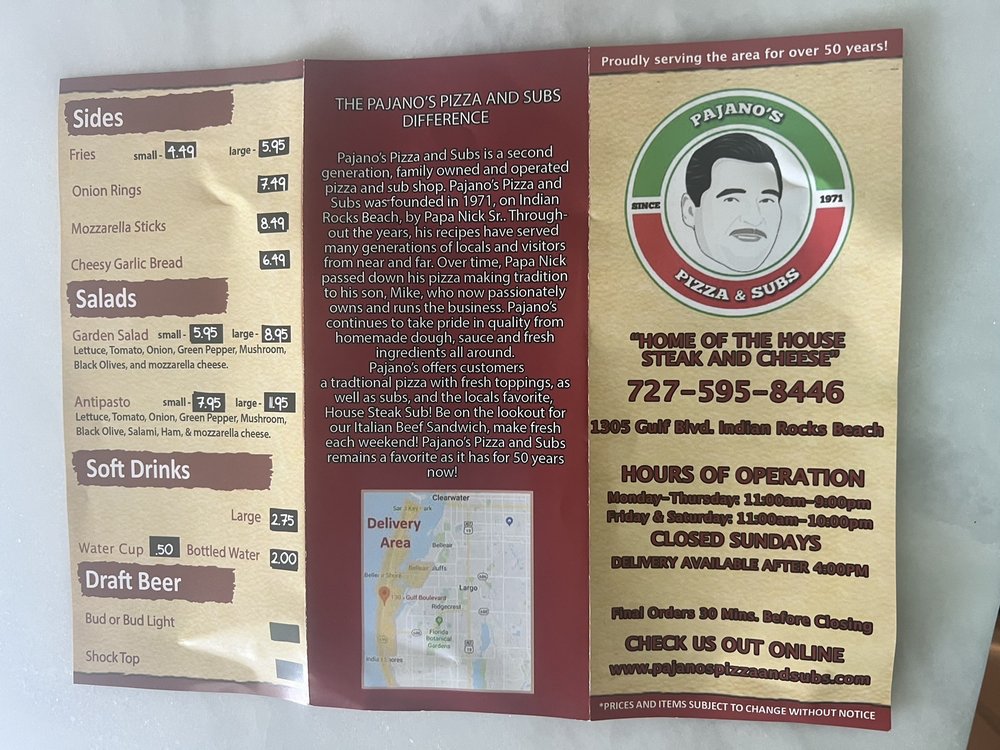 Sides
Fries small - 4.49 large - 5.95
Onion Rings 7.49
Mozzarella Sticks 8.49
Cheesy Garlic Bread 6.49
Salads
Garden Salad small - 5.95 large - 8.95
Lettuce, Tomato, Onion, Green Pepper, Mushroom,
Black Olives, and mozzarella cheese.
Antipasto small - 7.95 large - 11.95
Lettuce, Tomato, Onion, Green Pepper, Mushroom,
Black Olive, Salami, Ham, & mozzarella cheese.
Soft Drinks
Large 2.75
Water Cup .50 Bottled Water 2.00
Draft Beer
Bud or Bud Light
Shock Top
THE PAJANO'S PIZZA AND SUBS
DIFFERENCE
Pajano's Pizza and Subs is a second
generation, family owned and operated
pizza and sub shop. Pajano's Pizza and
Subs was founded in 1971, on Indian
Rocks Beach, by Papa Nick Sr.. Through-
out the years, his recipes have served
many generations of locals and visitors
from near and far. Over time, Papa Nick
passed down his pizza making tradition
to his son, Mike, who now passionately
owns and runs the business. Pajano's
continues to take pride in quality from
homemade dough, sauce and fresh
ingredients all around.
Pajano's offers customers
a tradtional pizza with fresh toppings, as
well as subs, and the locals favorite,
House Steak Sub! Be on the lookout for
our Italian Beef Sandwich, make fresh
each weekend! Pajano's Pizza and Subs
remains a favorite as it has for 50 years
now!
Delivery
Area
Clearwater
Belleair
Largo
Gulf Boulevard
Ridgecrest
Florida
Botanical
Gardens
Proudly serving the area for over 50 years!
PAJANO'S
SINCE 1971
PIZZA & SUBS
"HOME OF THE HOUSE
STEAK AND CHEESE"
727-595-8446
1305 Gulf Blvd. Indian Rocks Beach
HOURS OF OPERATION
Monday-Thursday: 11:00am-9:00pm
Friday & Saturday: 11:00am-10:00pm
CLOSED SUNDAYS
DELIVERY AVAILABLE AFTER 4:00PM
Final Orders 30 Mins. Before Closing
CHECK US OUT ONLINE
www.pajanospizzaandsubs.com
*PRICES AND ITEMS SUBJECT TO CHANGE WITHOUT NOTICE